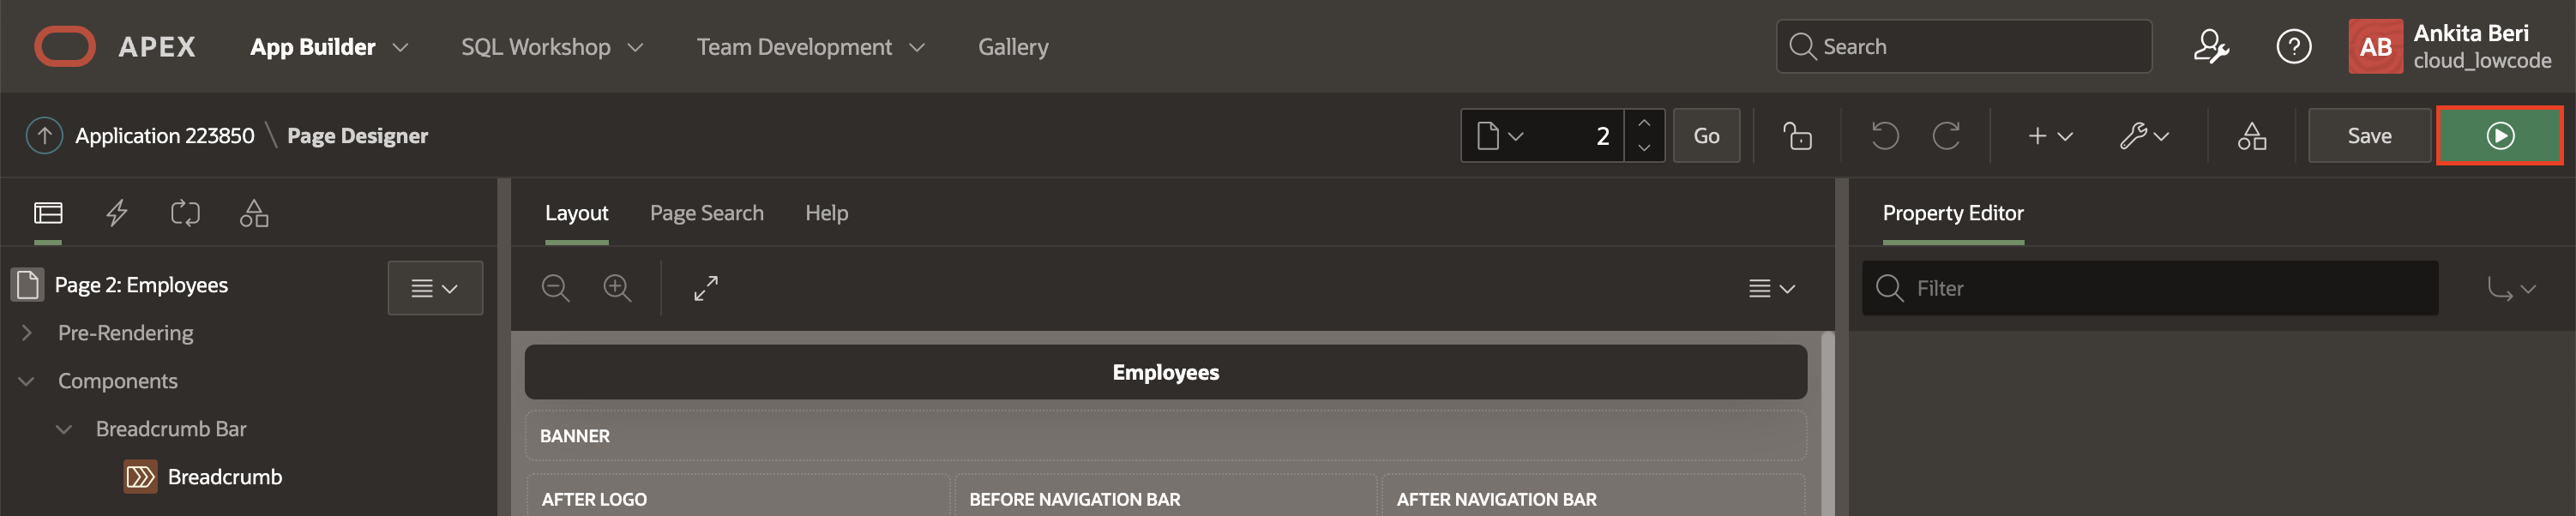 APEX
App Builder
SQL Workshop
Team Development
Gallery
Search
AB
Ankita Beri
cloud_lowcode
Application 223850 \ Page Designer
2
Go
Save
Layout
Page Search
Help
Property Editor
Page 2: Employees
Filter
Pre-Rendering
Components
Employees
Breadcrumb Bar
BANNER
Breadcrumb
AFTER LOGO
BEFORE NAVIGATION BAR
AFTER NAVIGATION BAR